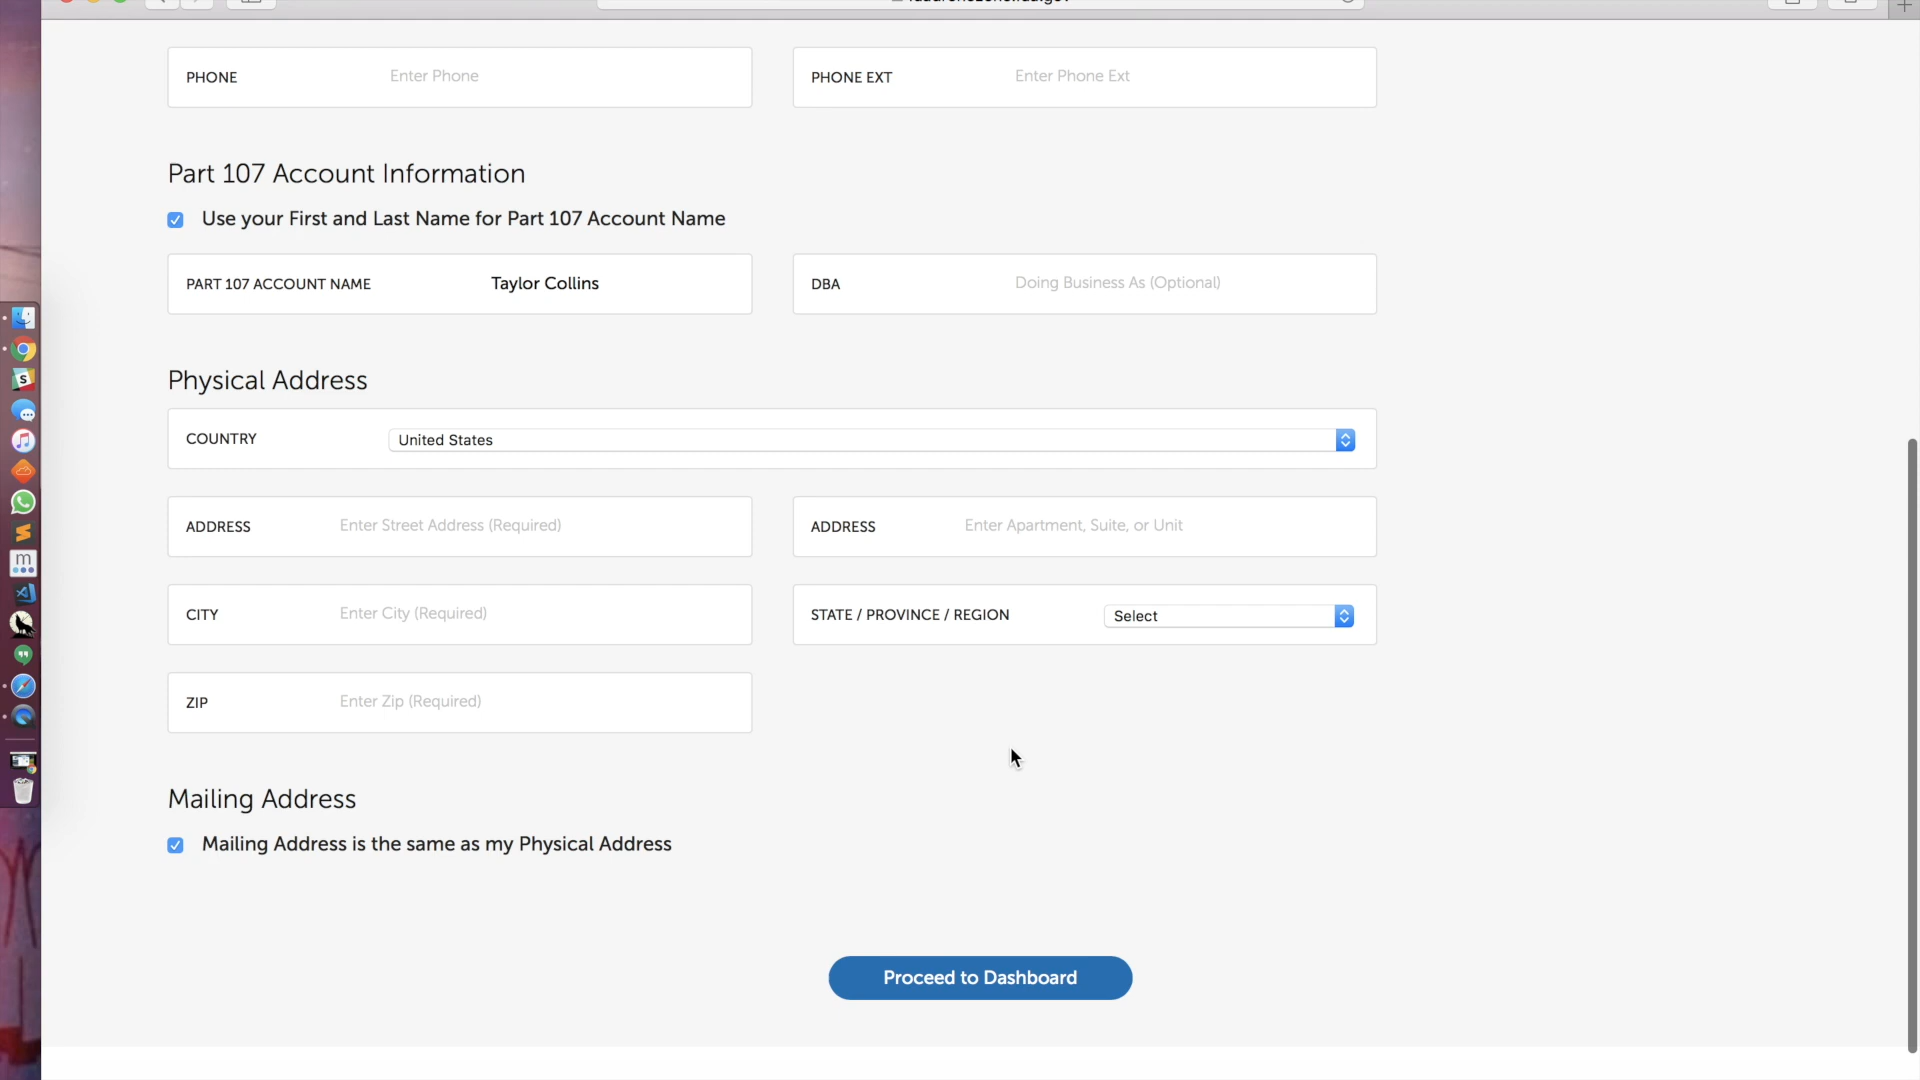 PHONE Enter Phone PHONE EXT Enter Phone Ext
Part 107 Account Information
Use your First and Last Name for Part 107 Account Name
PART 107 ACCOUNT NAME Taylor Collins DBA Doing Business As (Optional)
Physical Address
COUNTRY United States
ADDRESS Enter Street Address (Required) ADDRESS Enter Apartment, Suite, or Unit
CITY Enter City (Required) STATE / PROVINCE / REGION Select
ZIP Enter Zip (Required)
Mailing Address
Mailing Address is the same as my Physical Address
Proceed to Dashboard